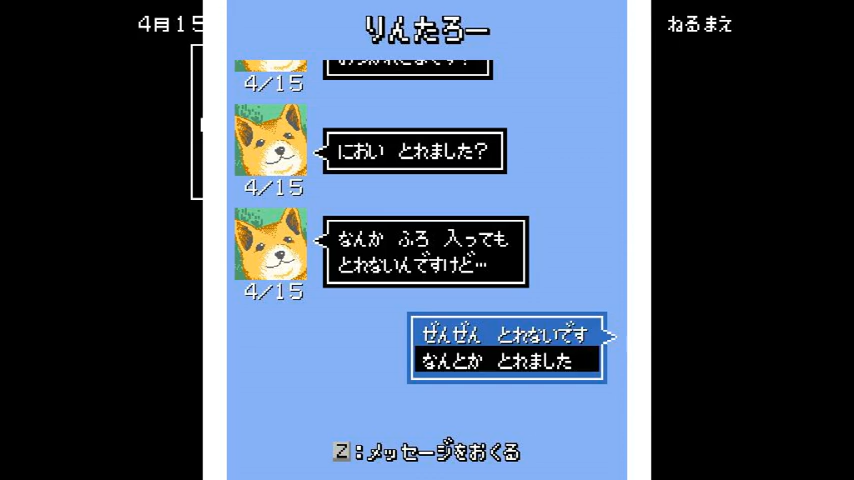 4月15
りんたろー
ねるまえ
4/15
におい とれました?
4/15
なんか ふろ 入っても
とれないんですけど…
4/15
ぜんぜん とれないです
なんとか とれました
Z:メッセージをおくる